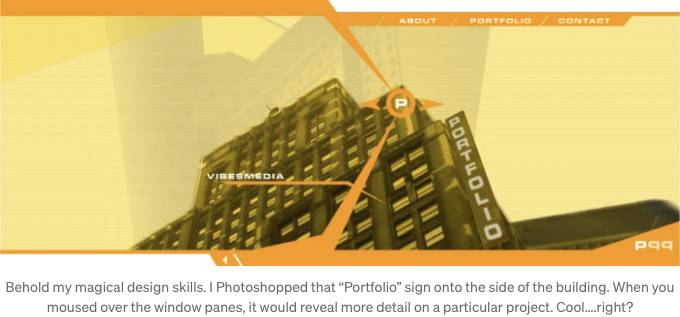 ABOUT
PORTFOLIO
CONTACT
P
PORTFOLIO
VIBESMEDIA
P99
Behold my magical design skills. I Photoshopped that “Portfolio” sign onto the side of the building. When you
moused over the window panes, it would reveal more detail on a particular project. Cool....right?